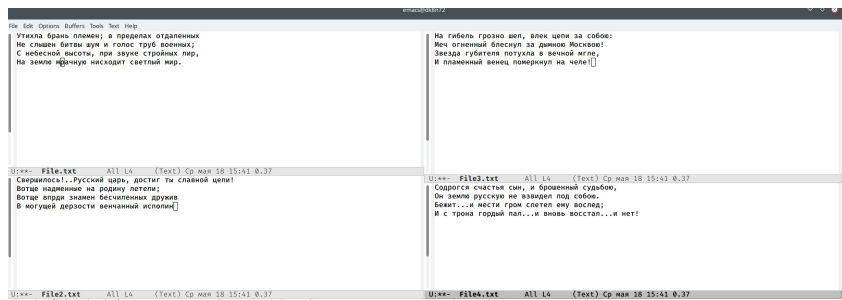 emacs@dk8n72
File Edit Options Buffers Tools Text Help
Утихла брань племен; в пределах отдаленных
Не слышен битвы шум и голос труб военных;
С небесной высоты, при звуке стройных лир,
На землю мрачную нисходит светлый мир.
U:**- File.txt All L4 (Text) Ср мая 18 15:41 0.37
Свершилось!..Русский царь, достиг ты славной цели!
Вотще надменные на родину летели;
Вотще впрди знамен бесчиленных дружив
В могущей дерзости венчанный исполин
U:**- File2.txt All L4 (Text) Ср мая 18 15:41 0.37
На гибель грозно шел, влек цепи за собою:
Меч огненный блеснул за дымною Москвою!
Звезда губителя потухла в вечной мгле,
И пламенный венец померкнул на челе!
U:**- File3.txt All L4 (Text) Ср мая 18 15:41 0.37
Содрогся счастья сын, и брошенный судьбою,
Он землю русскую не взвидел под собою.
Бежит...и мести гром слетел ему вослед;
И с трона гордый пал...и вновь восстал...и нет!
U:**- File4.txt All L4 (Text) Ср мая 18 15:41 0.37